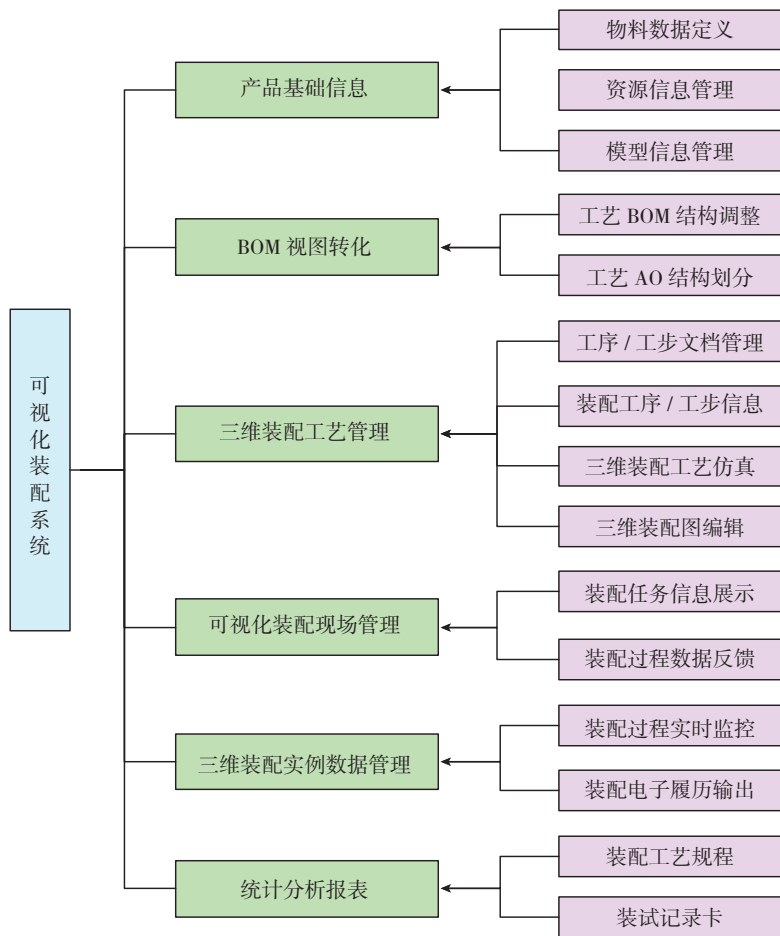 可视化装配系统
产品基础信息
物料数据定义
资源信息管理
模型信息管理
BOM 视图转化
工艺 BOM 结构调整
工艺 AO 结构划分
三维装配工艺管理
工序 / 工步文档管理
装配工序 / 工步信息
三维装配工艺仿真
三维装配图编辑
可视化装配现场管理
装配任务信息展示
装配过程数据反馈
三维装配实例数据管理
装配过程实时监控
装配电子履历输出
统计分析报表
装配工艺规程
装试记录卡